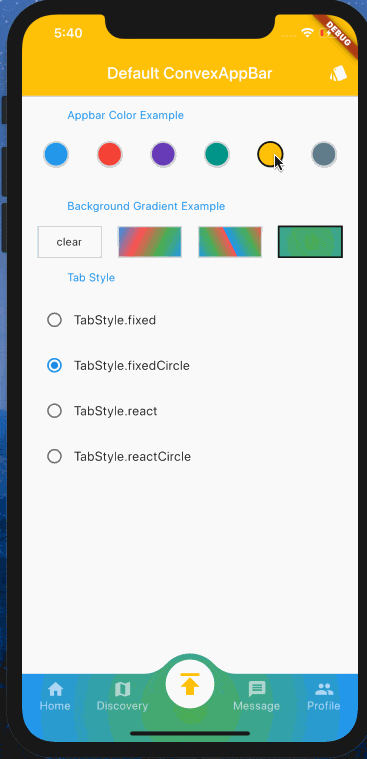 5:40
DEBUG
Default ConvexAppBar
Appbar Color Example
Background Gradient Example
clear
Tab Style
TabStyle.fixed
TabStyle.fixedCircle
TabStyle.react
TabStyle.reactCircle
Home Discovery Message Profile